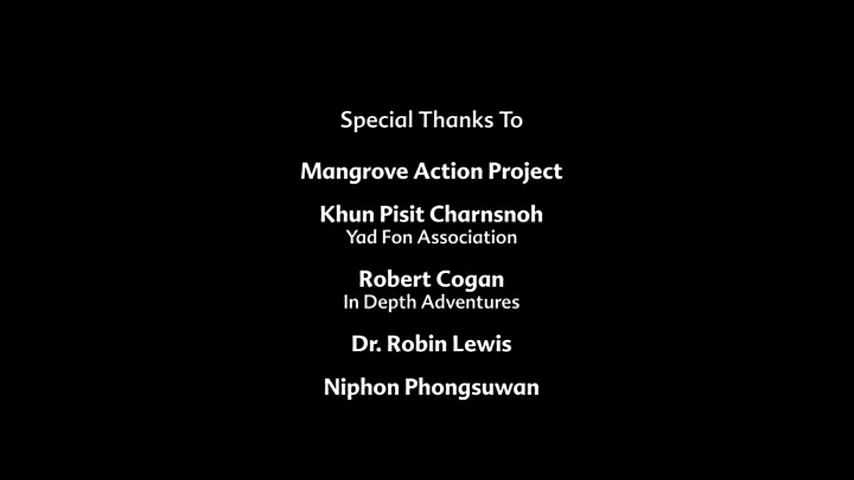 Special Thanks To
Mangrove Action Project
Khun Pisit Charnsnoh
Yad Fon Association
Robert Cogan
In Depth Adventures
Dr. Robin Lewis
Niphon Phongsuwan